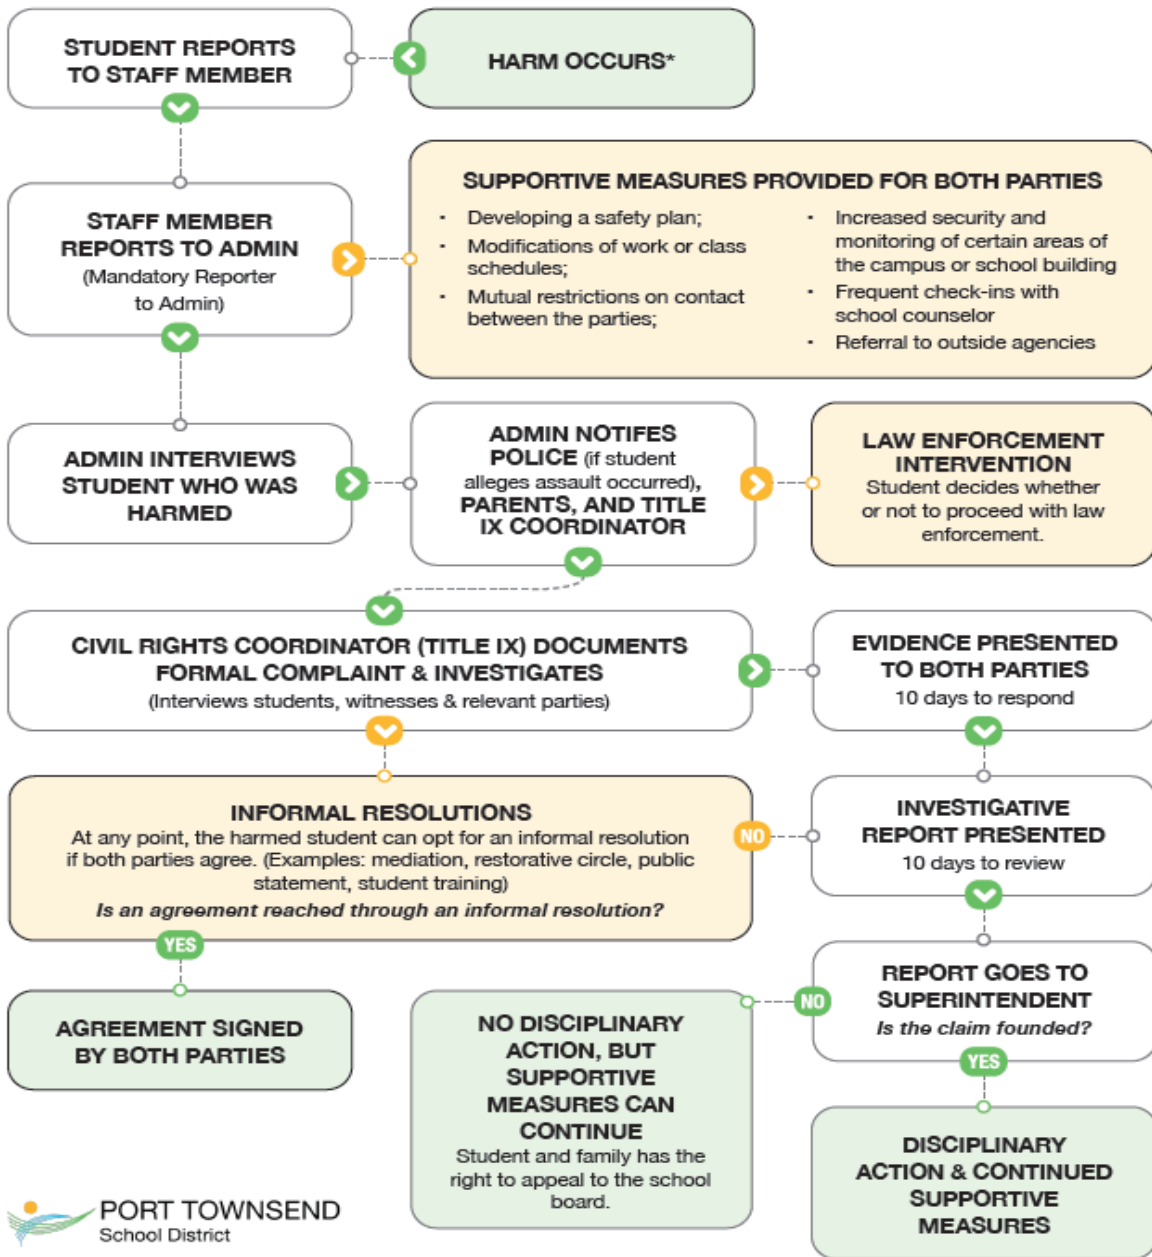 STUDENT REPORTS
TO STAFF MEMBER
HARM OCCURS*
STAFF MEMBER
REPORTS TO ADMIN
(Mandatory Reporter
to Admin)
SUPPORTIVE MEASURES PROVIDED FOR BOTH PARTIES
· Developing a safety plan;
· Modifications of work or class
schedules;
· Mutual restrictions on contact
between the parties;
· Increased security and
monitoring of certain areas of
the campus or school building
· Frequent check-ins with
school counselor
· Referral to outside agencies
ADMIN INTERVIEWS
STUDENT WHO WAS
HARMED
ADMIN NOTIFES
POLICE (if student
alleges assault occurred),
PARENTS, AND TITLE
IX COORDINATOR
LAW ENFORCEMENT
INTERVENTION
Student decides whether
or not to proceed with law
enforcement.
CIVIL RIGHTS COORDINATOR (TITLE IX) DOCUMENTS
FORMAL COMPLAINT & INVESTIGATES
(Interviews students, witnesses & relevant parties)
EVIDENCE PRESENTED
TO BOTH PARTIES
10 days to respond
INFORMAL RESOLUTIONS
At any point, the harmed student can opt for an informal resolution
if both parties agree. (Examples: mediation, restorative circle, public
statement, student training)
Is an agreement reached through an informal resolution?
NO
INVESTIGATIVE
REPORT PRESENTED
10 days to review
YES
AGREEMENT SIGNED
BY BOTH PARTIES
REPORT GOES TO
SUPERINTENDENT
Is the claim founded?
NO
NO DISCIPLINARY
ACTION, BUT
SUPPORTIVE
MEASURES CAN
CONTINUE
Student and family has the
right to appeal to the school
board.
YES
DISCIPLINARY
ACTION & CONTINUED
SUPPORTIVE
MEASURES
PORT TOWNSEND
School District